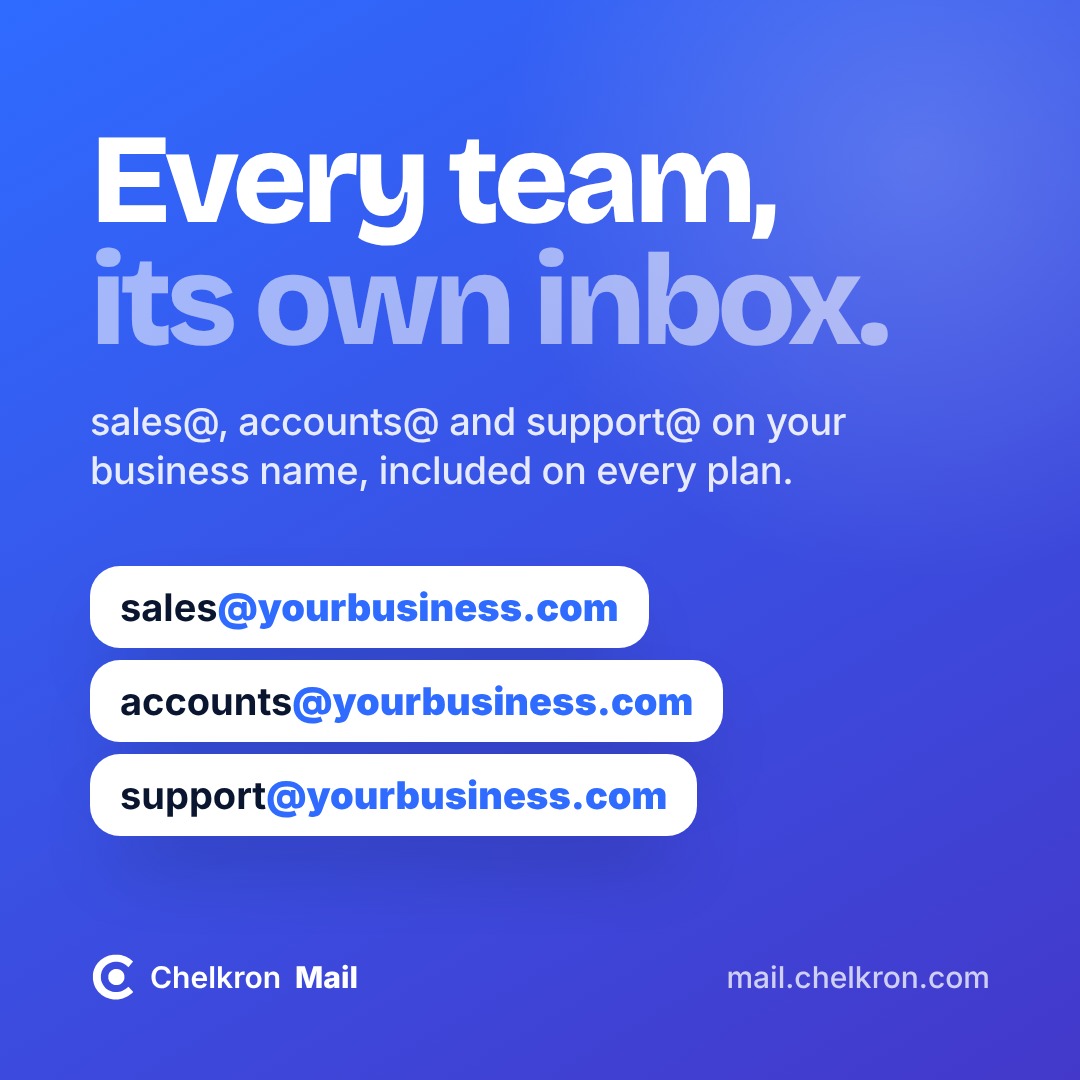 Every team,
its own inbox.
sales@, accounts@ and support@ on your
business name, included on every plan.
sales@yourbusiness.com
accounts@yourbusiness.com
support@yourbusiness.com
Chelkron Mail
mail.chelkron.com